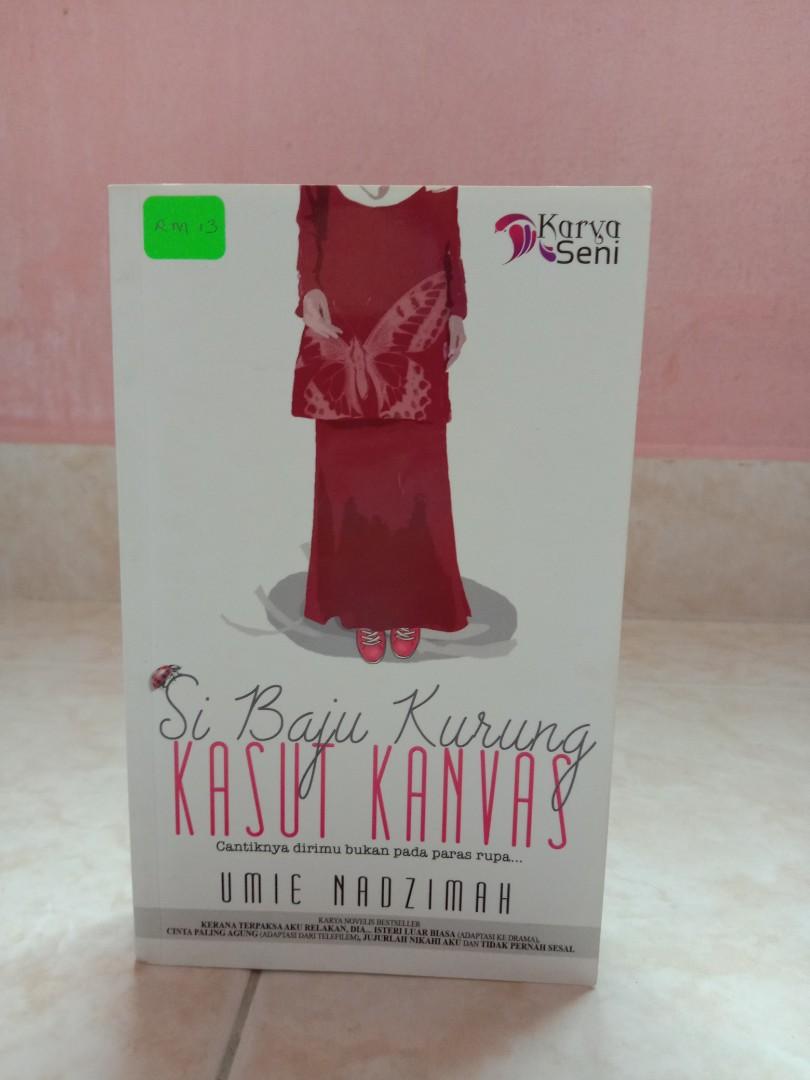 RM 13
Karya
Seni
Si Baju Kurung
KASUT KANVAS
Cantiknya dirimu bukan pada paras rupa...
UMIE NADZIMAH
KARYA NOVELIS BESTSELLER
KERANA TERPAKSA AKU RELAKAN, DIA... ISTERI LUAR BIASA (ADAPTASI KE DRAMA),
CINTA PALING AGUNG (ADAPTASI DARI TELEFILEM), JUJURLAH NIKAHI AKU DAN TIDAK PERNAH SESAL